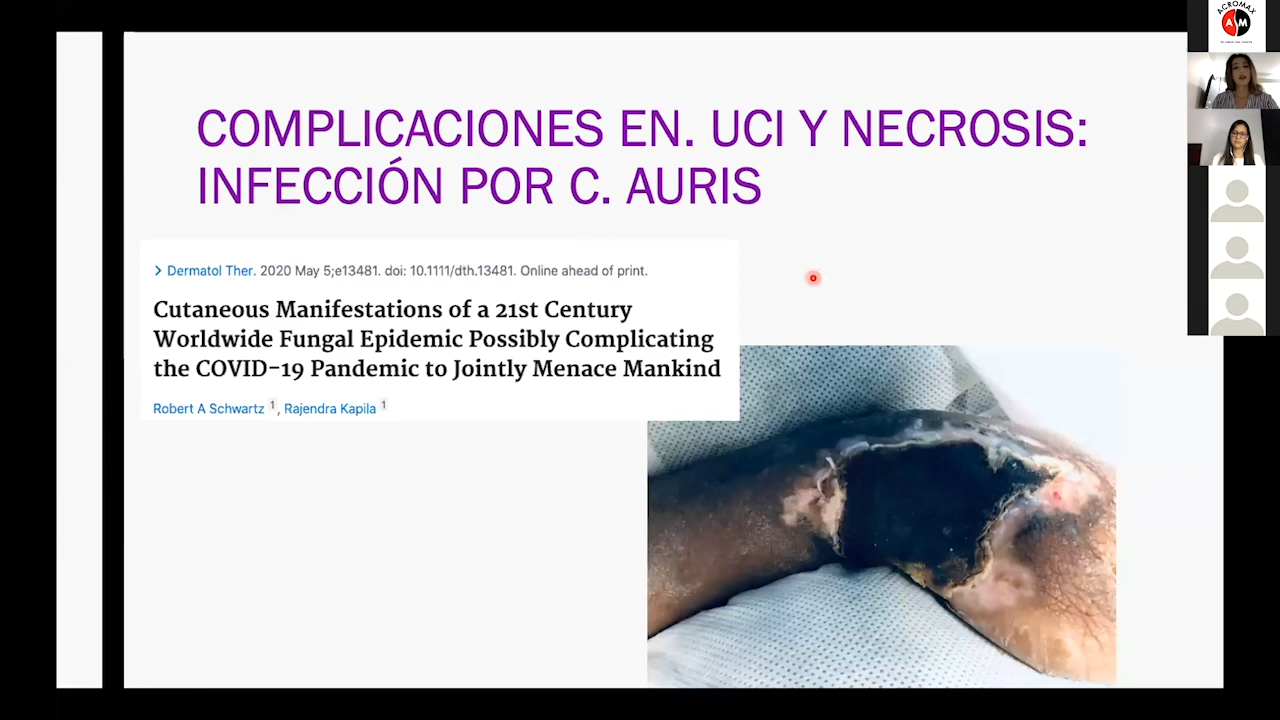 COMPLICACIONES EN. UCI Y NECROSIS:
INFECCIÓN POR C. AURIS
Dermatol Ther. 2020 May 5;e13481. doi: 10.1111/dth.13481. Online ahead of print.
Cutaneous Manifestations of a 21st Century
Worldwide Fungal Epidemic Possibly Complicating
the COVID-19 Pandemic to Jointly Menace Mankind
Robert A Schwartz 1, Rajendra Kapila 1
ACROMAX
A M